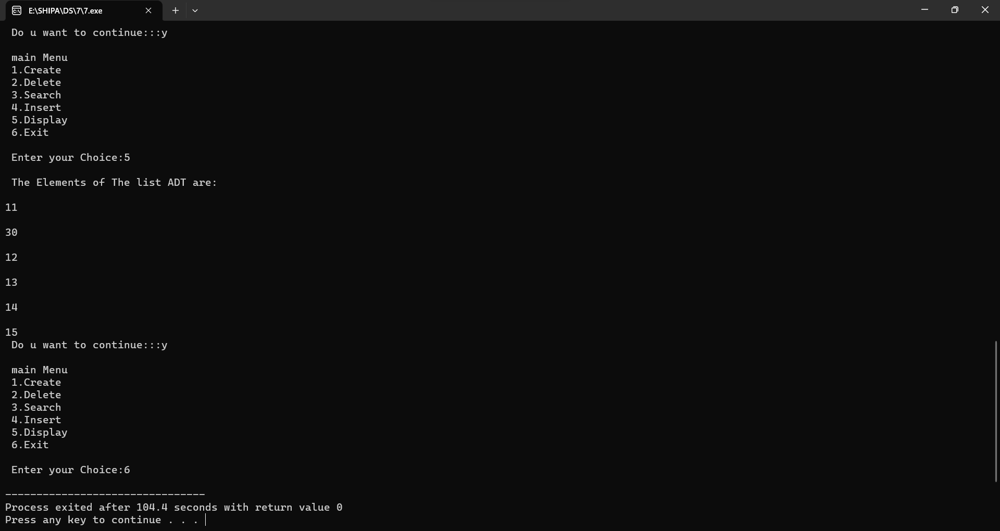 E:\SHIPA\DS\7\7.exe
Do u want to continue:::y
main Menu
1.Create
2.Delete
3.Search
4.Insert
5.Display
6.Exit
Enter your Choice:5
The Elements of The list ADT are:
11
30
12
13
14
15
Do u want to continue:::y
main Menu
1.Create
2.Delete
3.Search
4.Insert
5.Display
6.Exit
Enter your Choice:6
--------------------------------
Process exited after 104.4 seconds with return value 0
Press any key to continue . . .